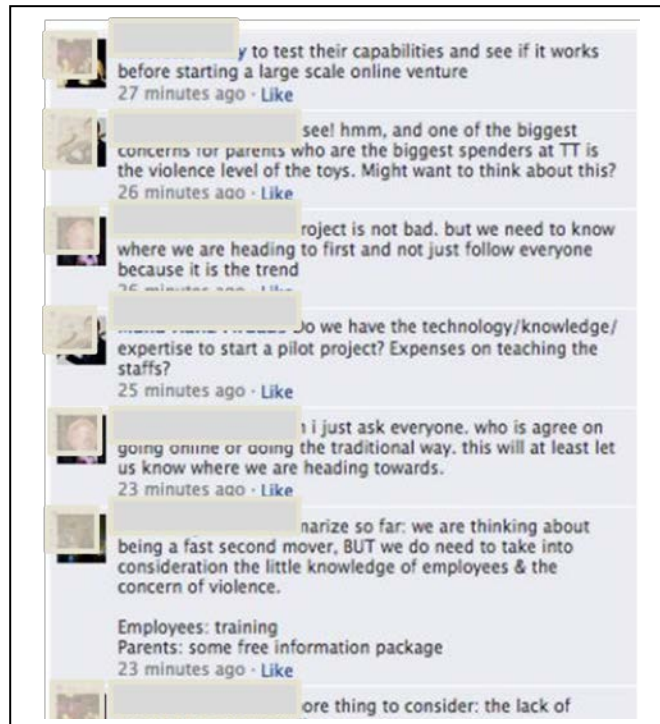 to test their capabilities and see if it works
before starting a large scale online venture
27 minutes ago · Like
see! hmm, and one of the biggest
concerns for parents who are the biggest spenders at TT is
the violence level of the toys. Might want to think about this?
26 minutes ago · Like
roject is not bad. but we need to know
where we are heading to first and not just follow everyone
because it is the trend
26 minutes ago · Like
Do we have the technology/knowledge/
expertise to start a pilot project? Expenses on teaching the
staffs?
25 minutes ago · Like
i just ask everyone. who is agree on
going online or doing the traditional way. this will at least let
us know where we are heading towards.
23 minutes ago · Like
marize so far: we are thinking about
being a fast second mover, BUT we do need to take into
consideration the little knowledge of employees & the
concern of violence.
Employees: training
Parents: some free information package
23 minutes ago · Like
ore thing to consider: the lack of